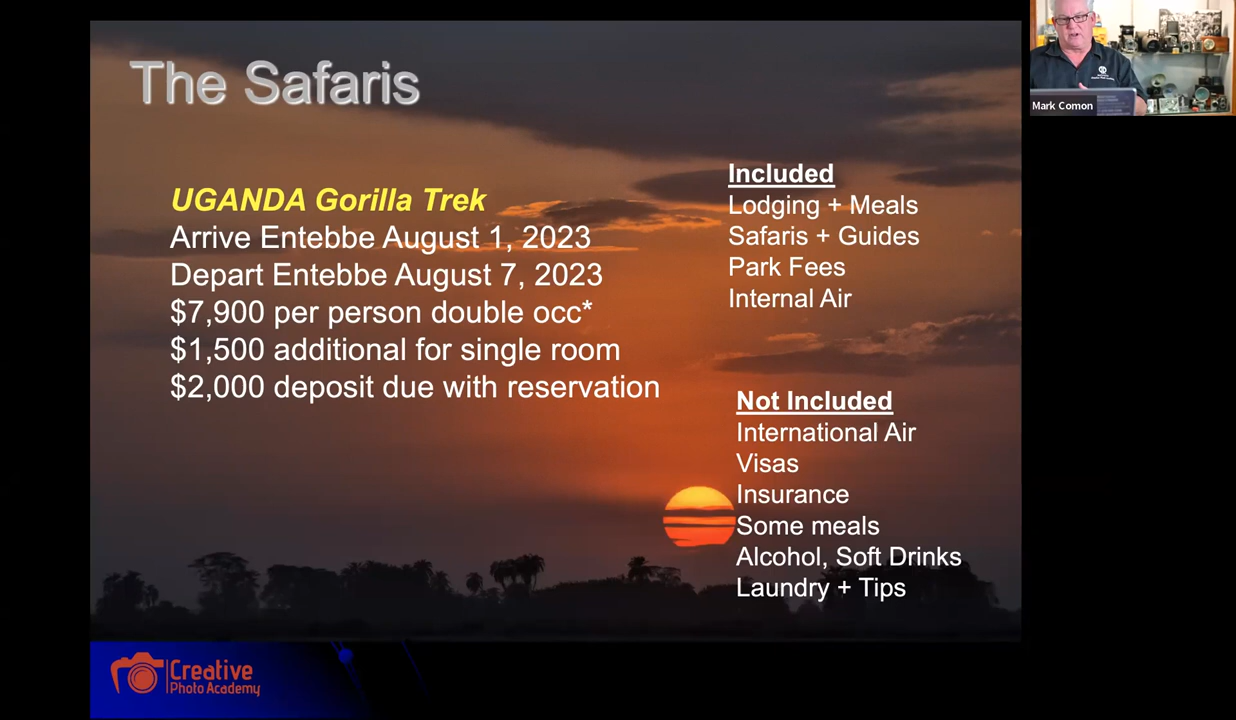 The Safaris
UGANDA Gorilla Trek
Arrive Entebbe August 1, 2023
Depart Entebbe August 7, 2023
$7,900 per person double occ*
$1,500 additional for single room
$2,000 deposit due with reservation
Included
Lodging + Meals
Safaris + Guides
Park Fees
Internal Air
Not Included
International Air
Visas
Insurance
Some meals
Alcohol, Soft Drinks
Laundry + Tips
Creative
Photo Academy
Mark Comon